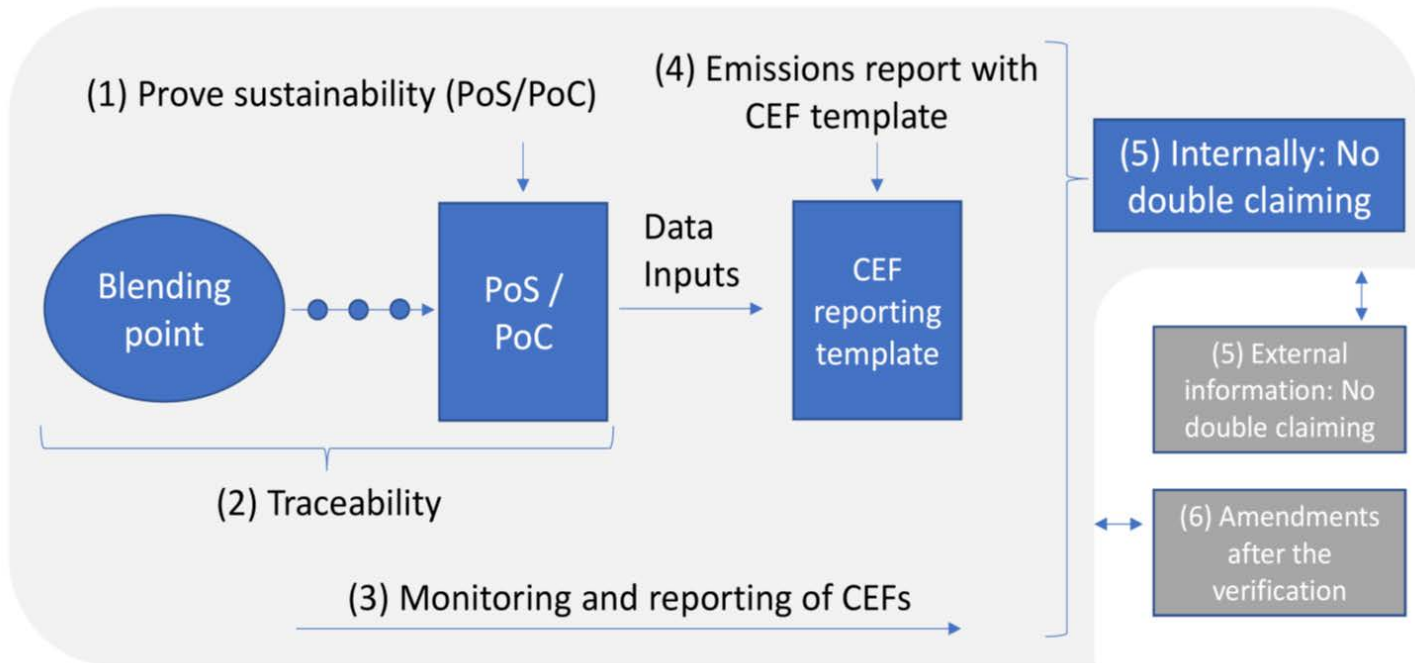 (1) Prove sustainability (PoS/PoC)
(4) Emissions report with
CEF template
(5) Internally: No
double claiming
Blending
point
PoS /
PoC
Data
Inputs
CEF
reporting
template
(5) External
information: No
double claiming
(2) Traceability
(6) Amendments
after the
verification
(3) Monitoring and reporting of CEFs